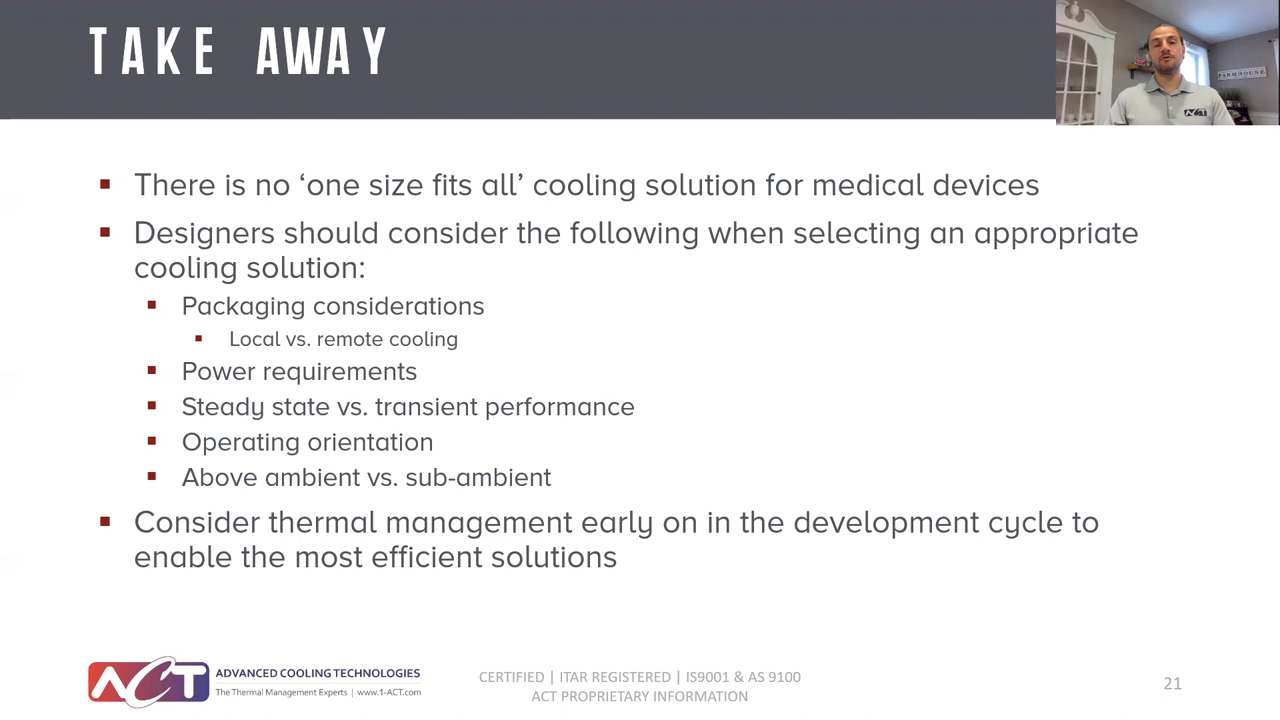 TAKE AWAY
FARMHOUSE
ACT
There is no ‘one size fits all’ cooling solution for medical devices
Designers should consider the following when selecting an appropriate
cooling solution:
Packaging considerations
Local vs. remote cooling
Power requirements
Steady state vs. transient performance
Operating orientation
Above ambient vs. sub-ambient
Consider thermal management early on in the development cycle to
enable the most efficient solutions
ACT
ADVANCED COOLING TECHNOLOGIES
The Thermal Management Experts | www.1-ACT.com
CERTIFIED | ITAR REGISTERED | IS9001 & AS 9100
ACT PROPRIETARY INFORMATION
21